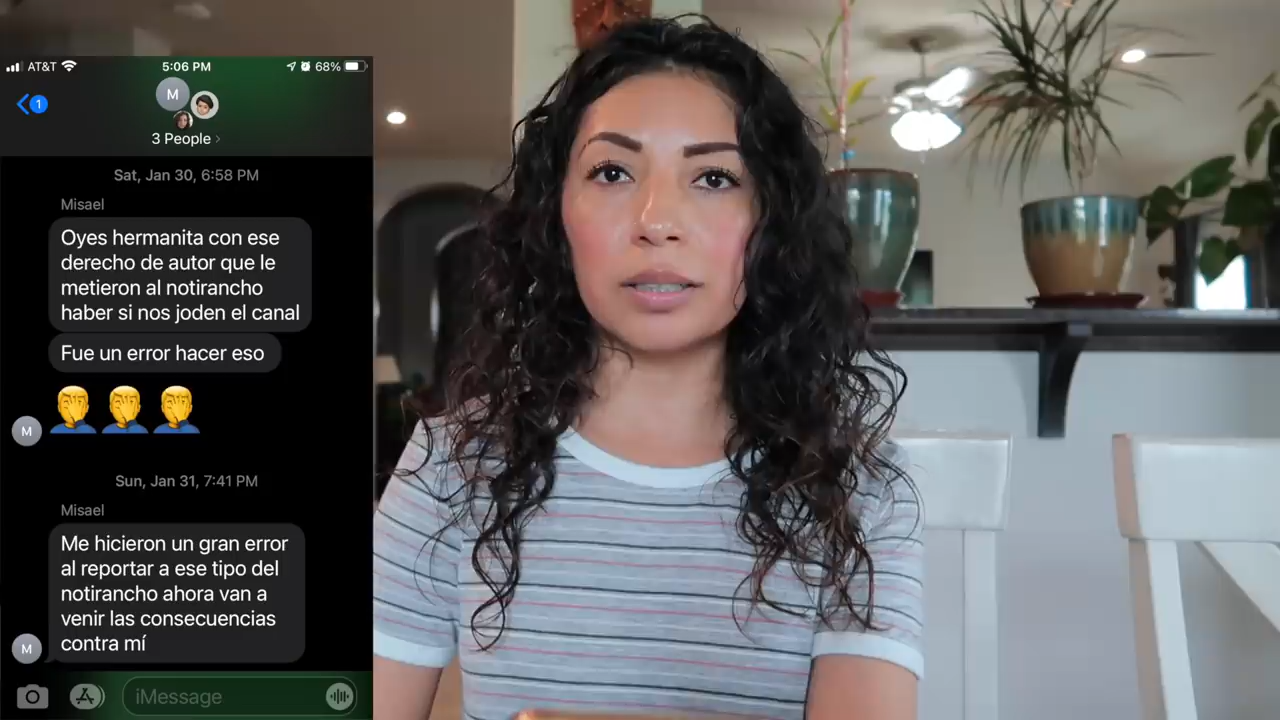 AT&T 5:06 PM 68%
1
M
3 People
Sat, Jan 30, 6:58 PM
Misael
Oyes hermanita con ese
derecho de autor que le
metieron al notirancho
haber si nos joden el canal
Fue un error hacer eso
M
Sun, Jan 31, 7:41 PM
Misael
Me hicieron un gran error
al reportar a ese tipo del
notirancho ahora van a
venir las consecuencias
contra mí
M
iMessage